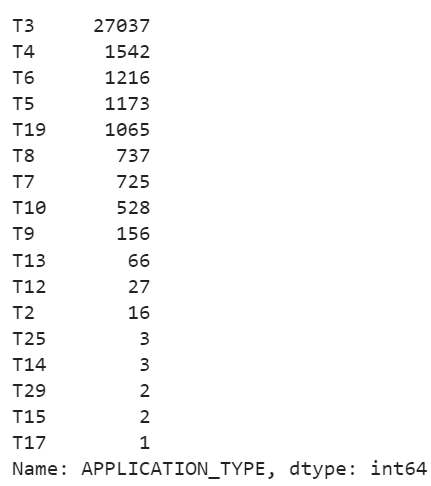 T3 27037
T4 1542
T6 1216
T5 1173
T19 1065
T8 737
T7 725
T10 528
T9 156
T13 66
T12 27
T2 16
T25 3
T14 3
T29 2
T15 2
T17 1
Name: APPLICATION_TYPE, dtype: int64